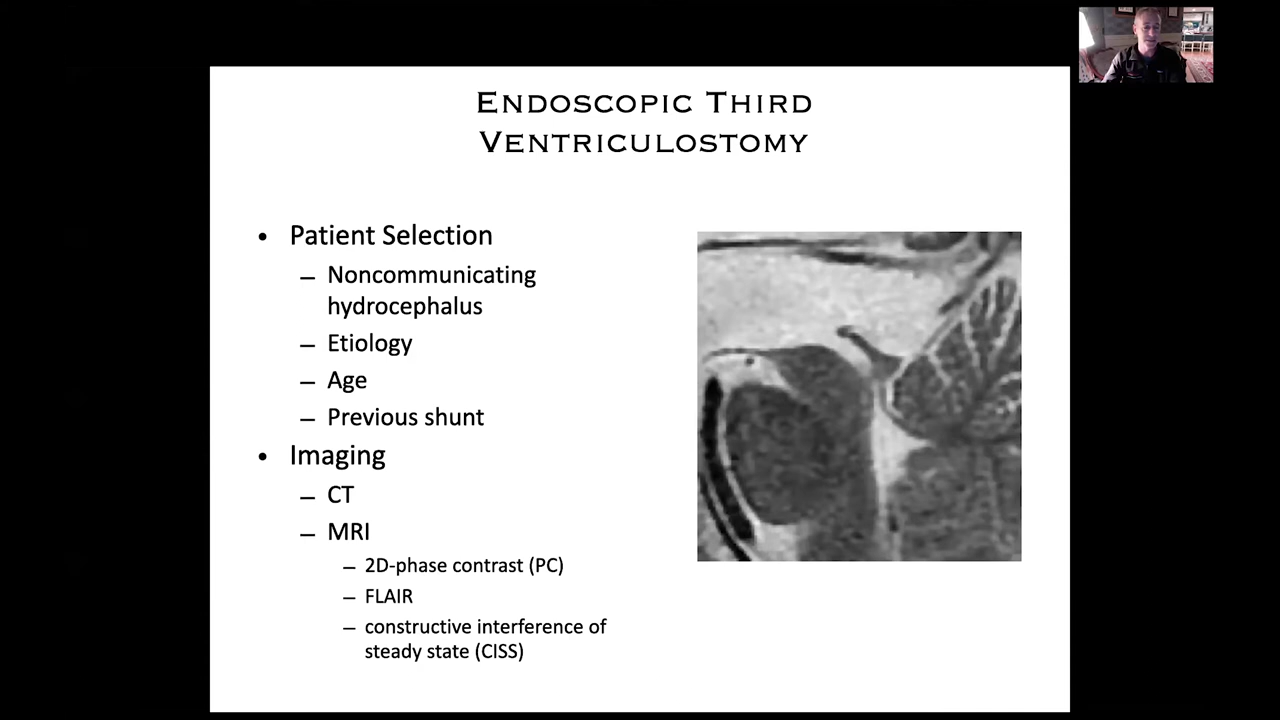 ENDOSCOPIC THIRD
VENTRICULOSTOMY
• Patient Selection
– Noncommunicating
hydrocephalus
– Etiology
– Age
– Previous shunt
• Imaging
– CT
– MRI
– 2D-phase contrast (PC)
– FLAIR
– constructive interference of
steady state (CISS)